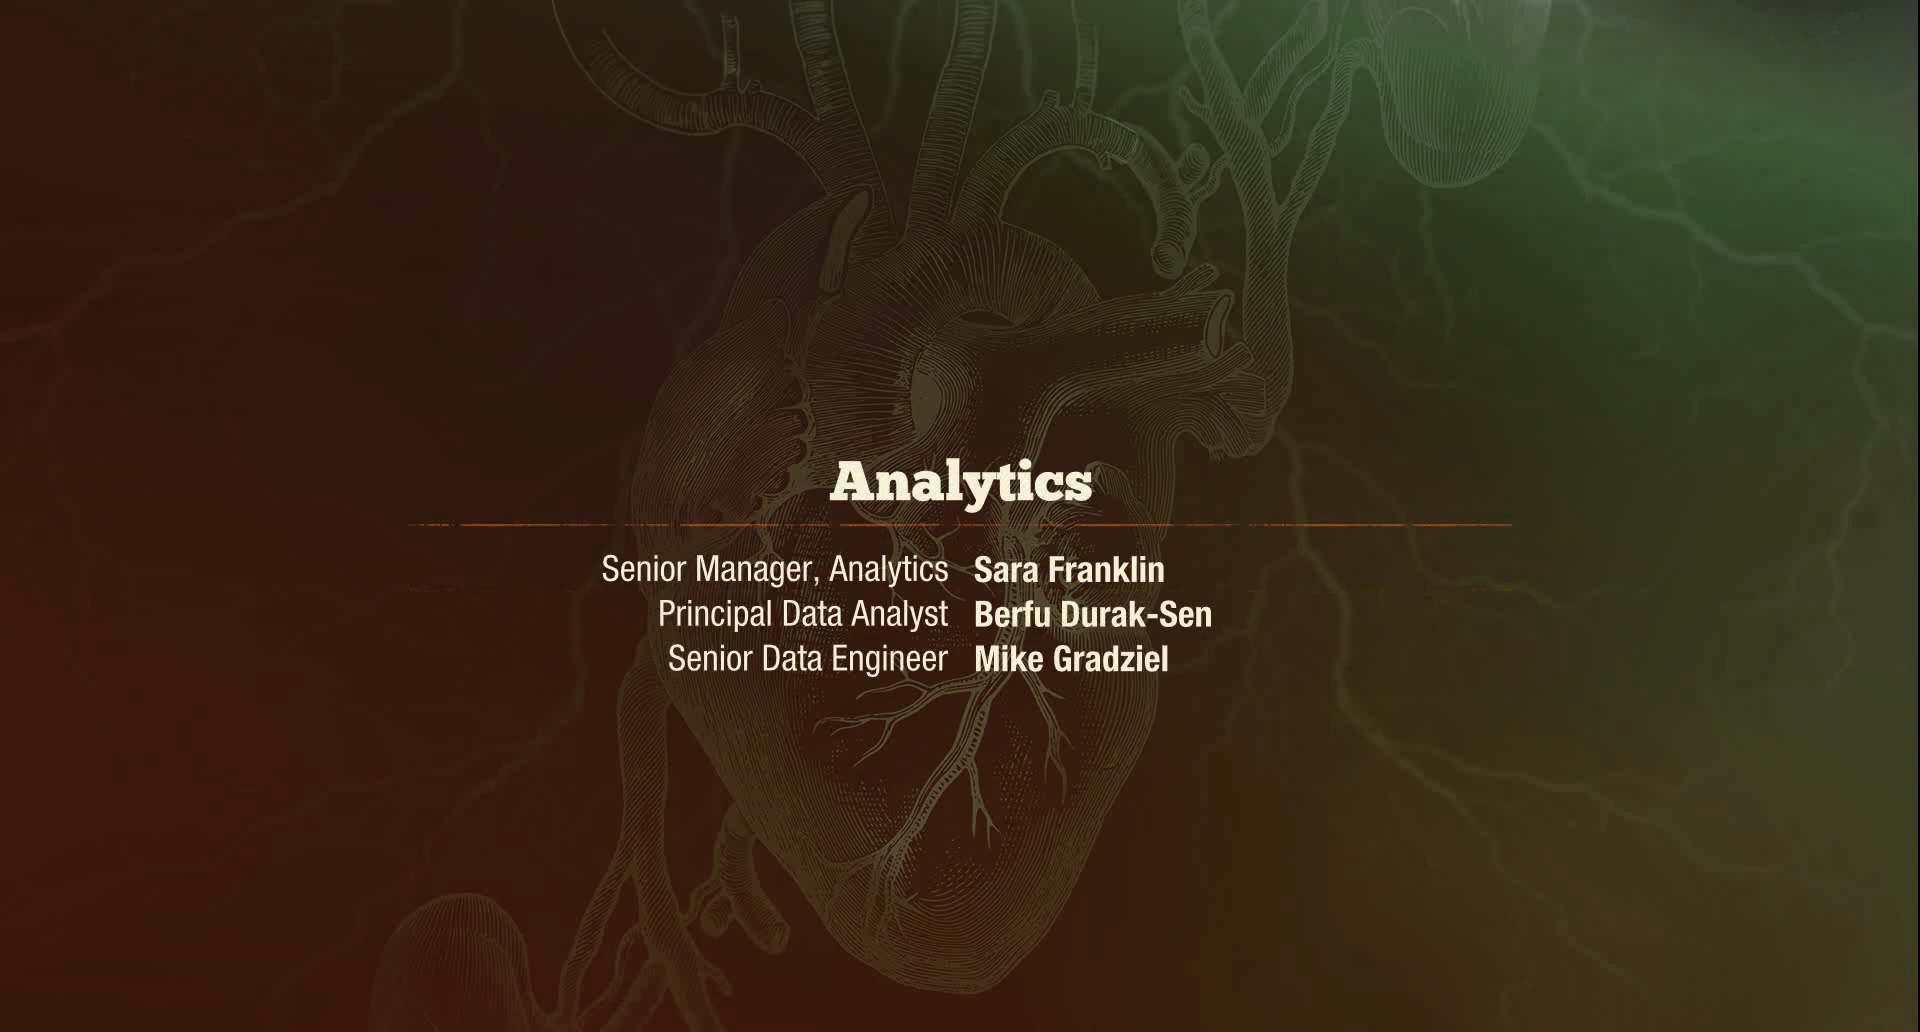 Analytics
Senior Manager, Analytics Sara Franklin
Principal Data Analyst Berfu Durak-Sen
Senior Data Engineer Mike Gradziel